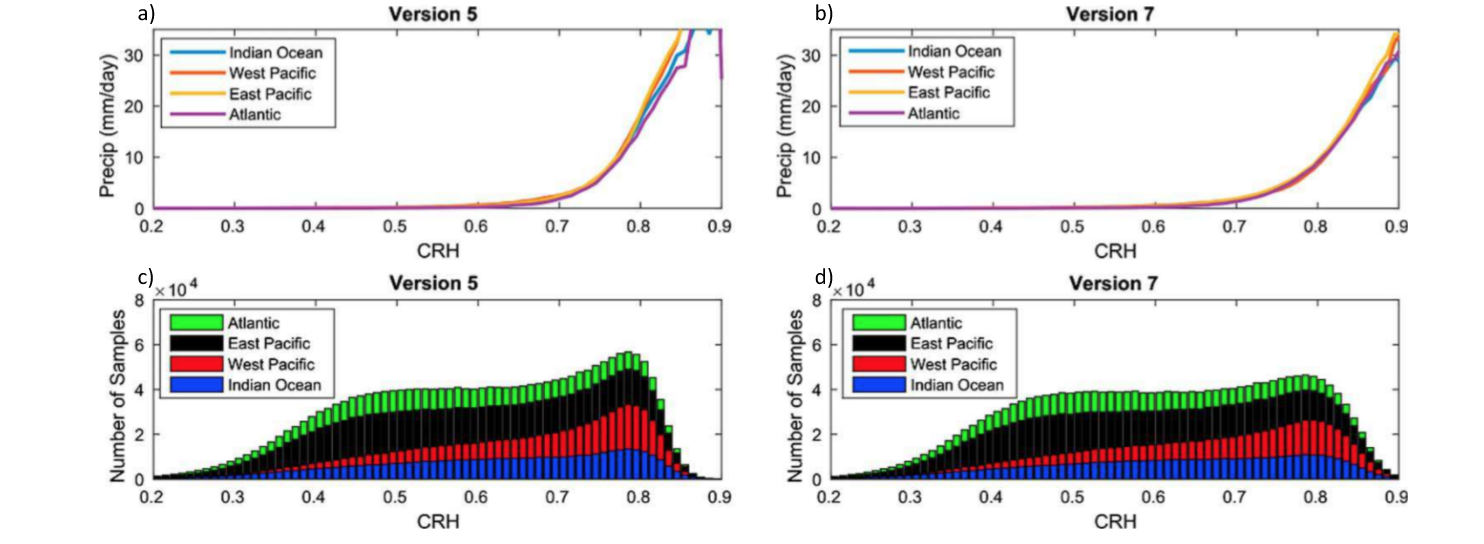 a)
Version 5
Precip (mm/day)
30
20
10
0
Indian Ocean
West Pacific
East Pacific
Atlantic
0.2 0.3 0.4 0.5 0.6 0.7 0.8 0.9
CRH
b)
Version 7
Precip (mm/day)
30
20
10
0
Indian Ocean
West Pacific
East Pacific
Atlantic
0.2 0.3 0.4 0.5 0.6 0.7 0.8 0.9
CRH
c)
Version 5
×10⁴
Number of Samples
8
6
4
2
0
Atlantic
East Pacific
West Pacific
Indian Ocean
0.2 0.3 0.4 0.5 0.6 0.7 0.8 0.9
CRH
d)
Version 7
×10⁴
Number of Samples
8
6
4
2
0
Atlantic
East Pacific
West Pacific
Indian Ocean
0.2 0.3 0.4 0.5 0.6 0.7 0.8 0.9
CRH